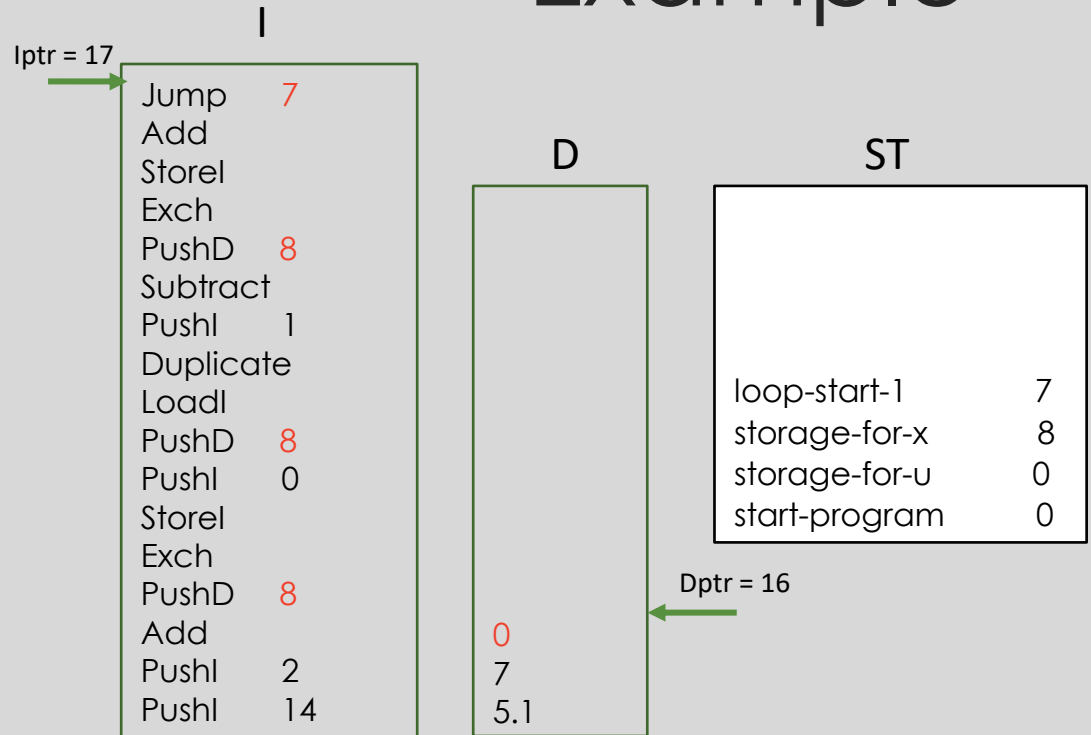 Example
I
Iptr = 17
Jump 7
Add
StoreI
Exch
PushD 8
Subtract
PushI 1
Duplicate
LoadI
PushD 8
PushI 0
StoreI
Exch
PushD 8
Add
PushI 2
PushI 14
D
0
7
5.1
ST
loop-start-1 7
storage-for-x 8
storage-for-u 0
start-program 0
Dptr = 16